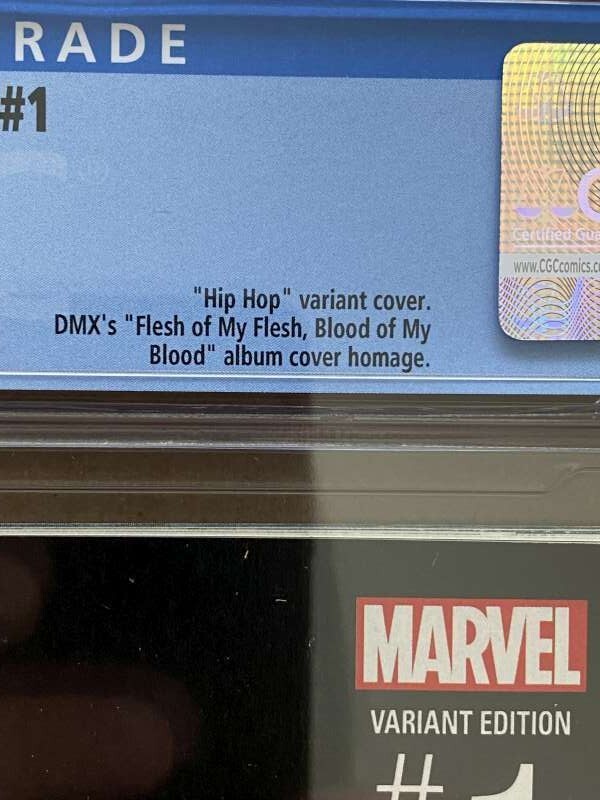 RADE
#1
Certified Gua
www.CGCcomics.c
"Hip Hop" variant cover.
DMX's "Flesh of My Flesh, Blood of My
Blood" album cover homage.
MARVEL
VARIANT EDITION
#1